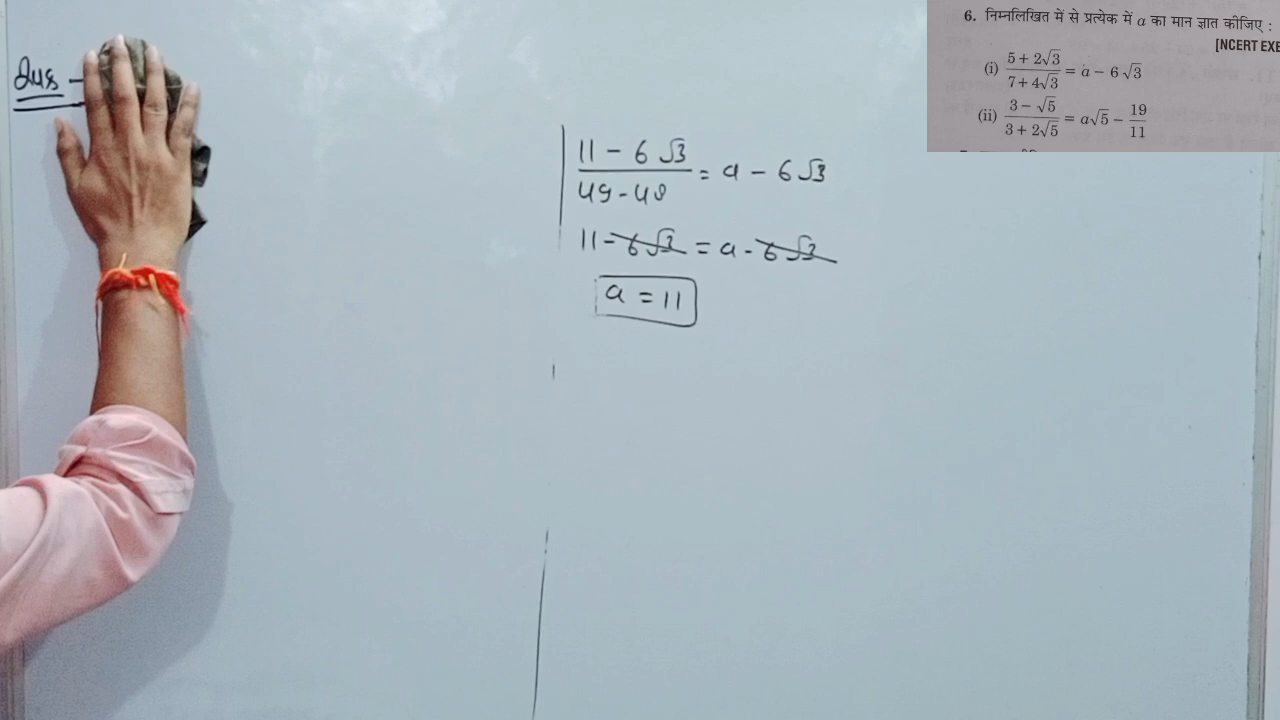 Ques -
11 - 6√3 / 49 - 48 = a - 6√3
11 - 6√3 = a - 6√3
a = 11
6. निम्नलिखित में से प्रत्येक में a का मान ज्ञात कीजिए :
[NCERT EXE
(i) 5 + 2√3 / 7 + 4√3 = a - 6√3
(ii) 3 - √5 / 3 + 2√5 = a√5 - 19/11